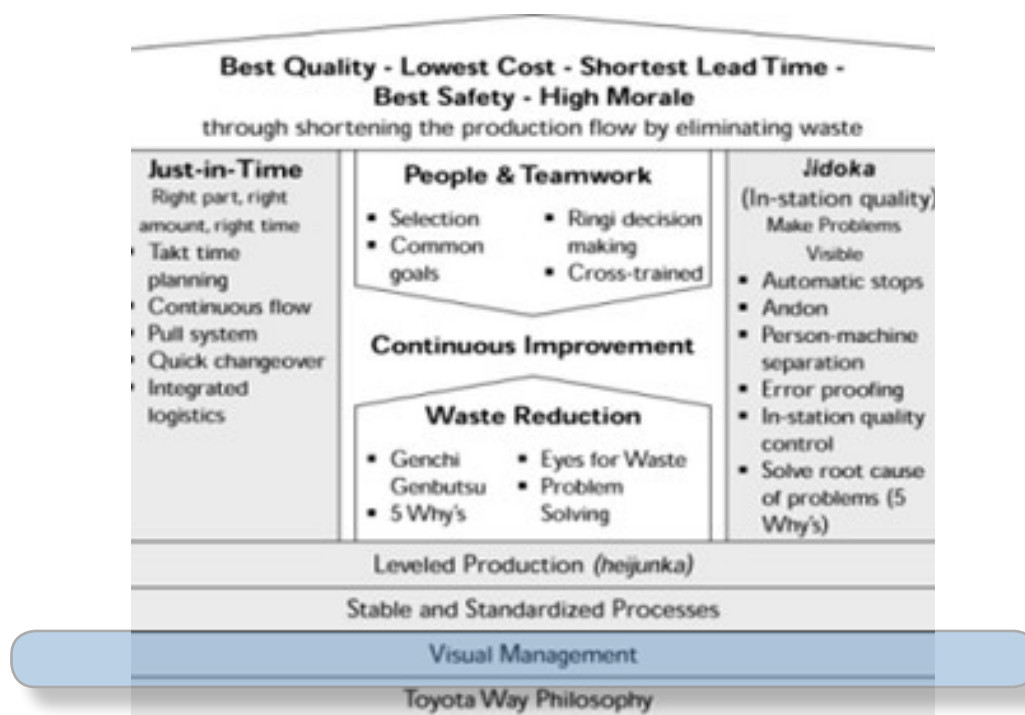 Best Quality - Lowest Cost - Shortest Lead Time -
Best Safety - High Morale
through shortening the production flow by eliminating waste
Just-in-Time
Right part, right
amount, right time
▪ Takt time
planning
▪ Continuous flow
▪ Pull system
▪ Quick changeover
▪ Integrated
logistics
People & Teamwork
▪ Selection
▪ Common
goals
▪ Ringi decision
making
▪ Cross-trained
Continuous Improvement
Waste Reduction
▪ Genchi
Genbutsu
▪ 5 Why's
▪ Eyes for Waste
▪ Problem
Solving
Jidoka
(In-station quality)
Make Problems
Visible
▪ Automatic stops
▪ Andon
▪ Person-machine
separation
▪ Error proofing
▪ In-station quality
control
▪ Solve root cause
of problems (5
Why's)
Leveled Production (heijunka)
Stable and Standardized Processes
Visual Management
Toyota Way Philosophy